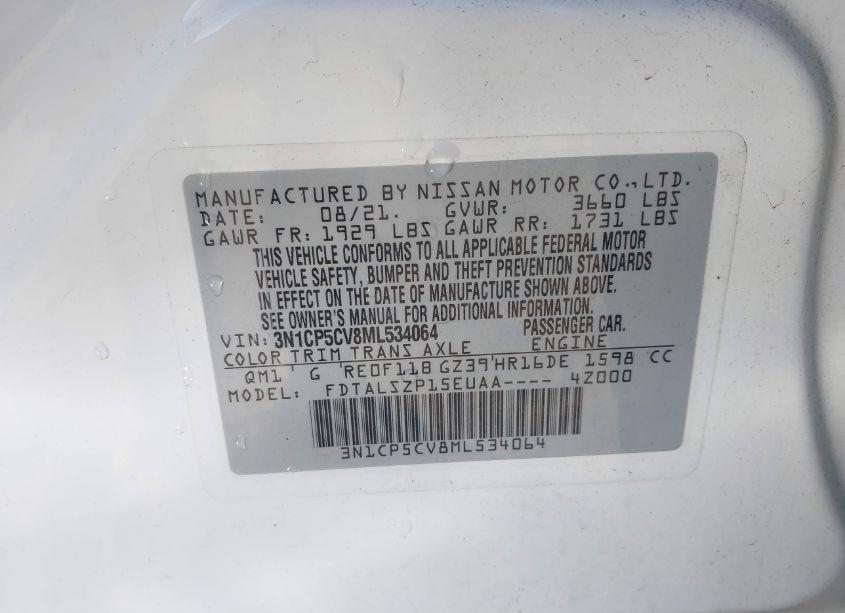 MANUFACTURED BY NISSAN MOTOR CO.,LTD.
DATE: 08/21. GVWR: 3660 LBS
GAWR FR: 1929 LBS GAWR RR: 1731 LBS
THIS VEHICLE CONFORMS TO ALL APPLICABLE FEDERAL MOTOR
VEHICLE SAFETY, BUMPER AND THEFT PREVENTION STANDARDS
IN EFFECT ON THE DATE OF MANUFACTURE SHOWN ABOVE.
SEE OWNER'S MANUAL FOR ADDITIONAL INFORMATION.
VIN: 3N1CP5CV8ML534064 PASSENGER CAR.
COLOR TRIM TRANS AXLE ENGINE
QM1 ' G 'RE0F11B GZ39'HR16DE 1598 CC
MODEL: FDTALSZP15EUAA---- 4Z000
3N1CP5CV8ML534064